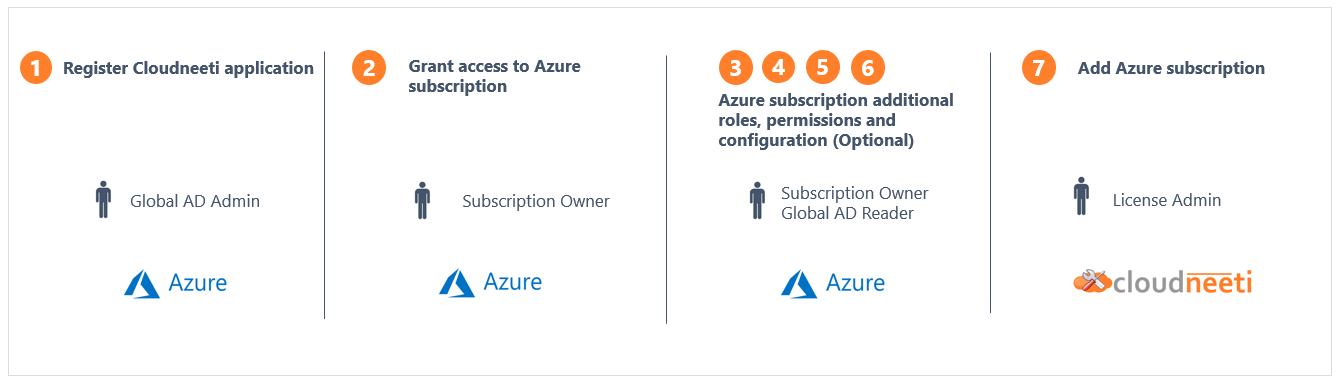 1 Register Cloudneeti application
Global AD Admin
Azure
2 Grant access to Azure
subscription
Subscription Owner
Azure
3 4 5 6
Azure subscription additional
roles, permissions and
configuration (Optional)
Subscription Owner
Global AD Reader
Azure
7 Add Azure subscription
License Admin
cloudneeti